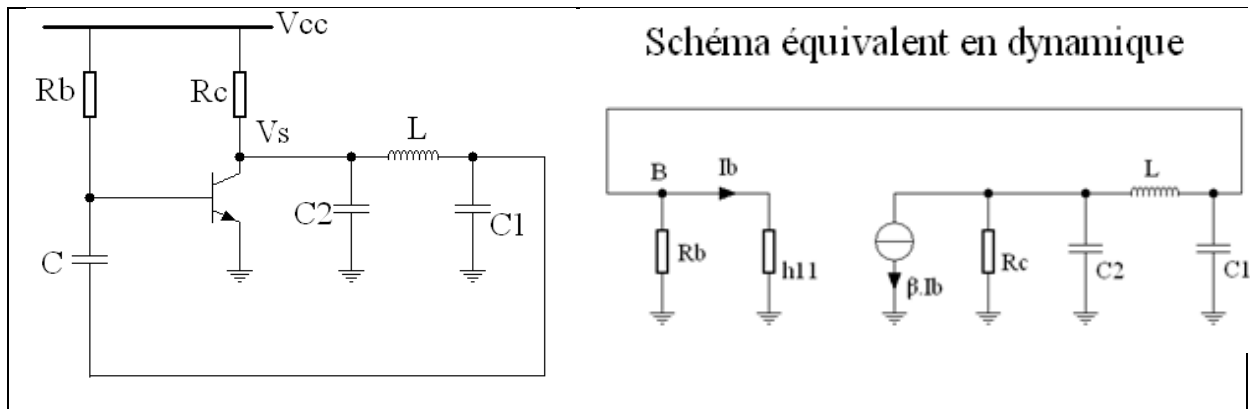 Vcc
Rb
Rc
Vs
L
C2
C1
C
Schéma équivalent en dynamique
B
Ib
L
Rb
h11
β.Ib
Rc
C2
C1